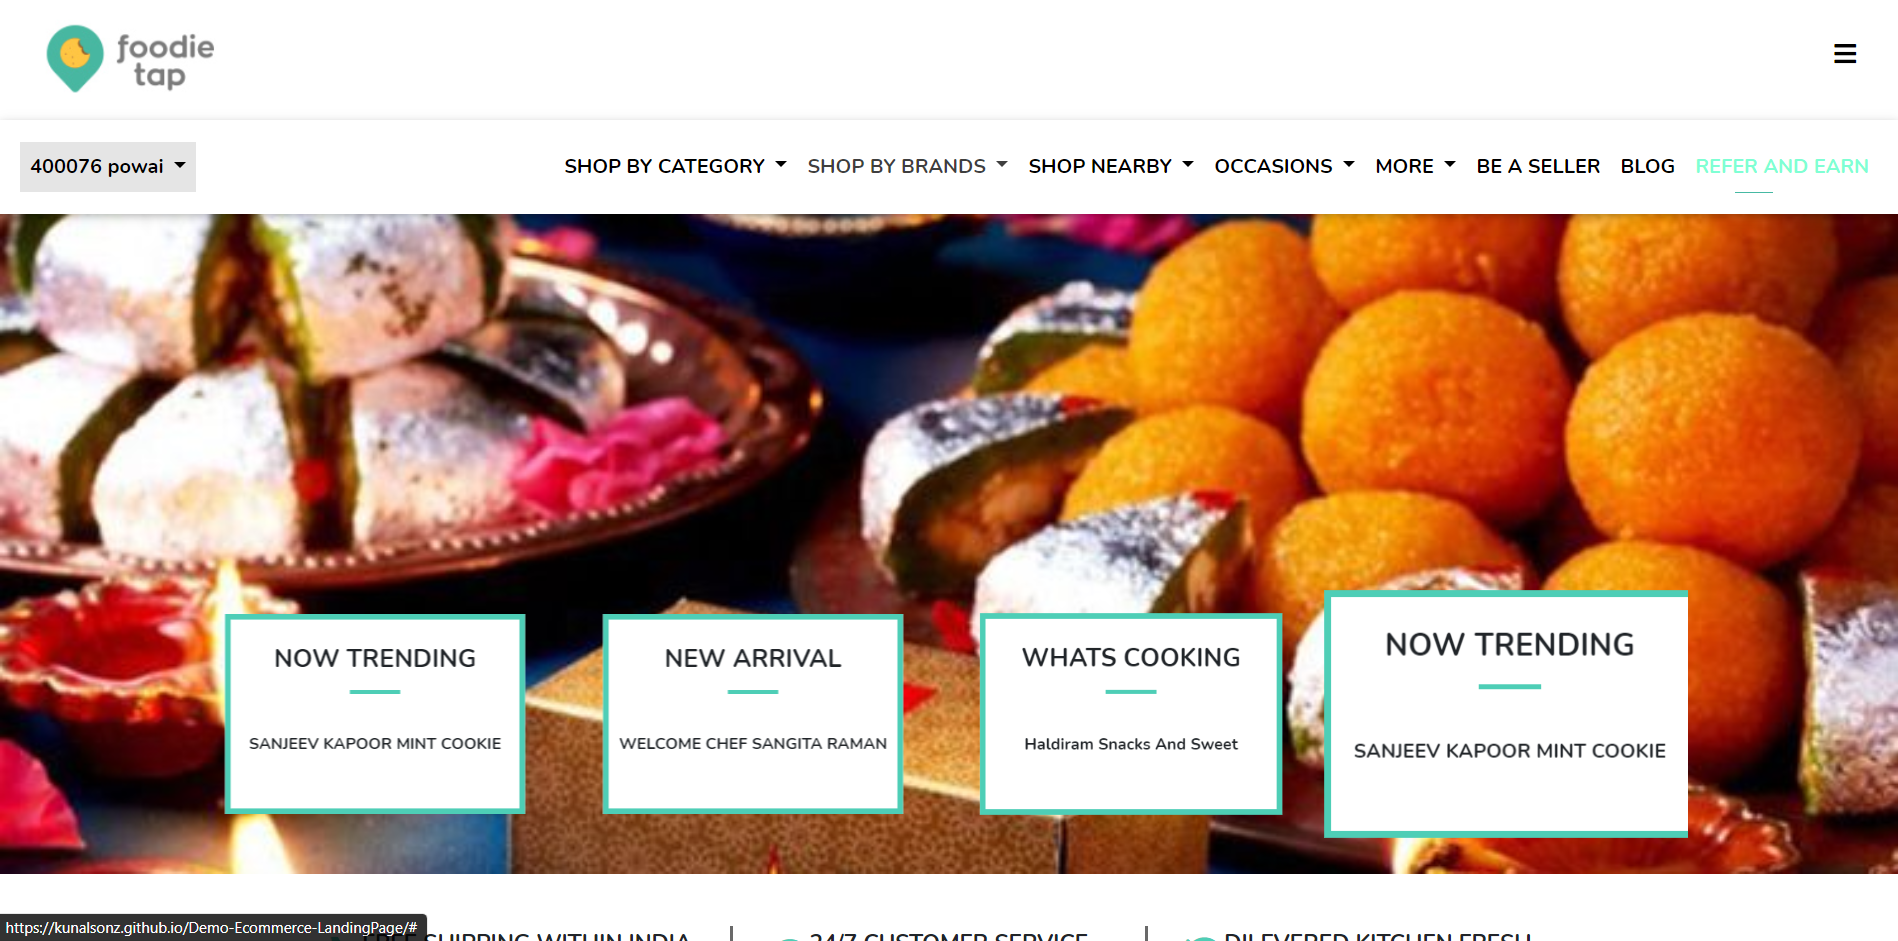 foodie
tap
400076 powai
SHOP BY CATEGORY
SHOP BY BRANDS
SHOP NEARBY
OCCASIONS
MORE
BE A SELLER
BLOG
REFER AND EARN
NOW TRENDING
SANJEEV KAPOOR MINT COOKIE
NEW ARRIVAL
WELCOME CHEF SANGITA RAMAN
WHATS COOKING
Haldiram Snacks And Sweet
NOW TRENDING
SANJEEV KAPOOR MINT COOKIE
FREE SHIPPING WITHIN INDIA
24/7 CUSTOMER SERVICE
DILEVERED KITCHEN FRESH
https://kunalsonz.github.io/Demo-Ecommerce-LandingPage/#